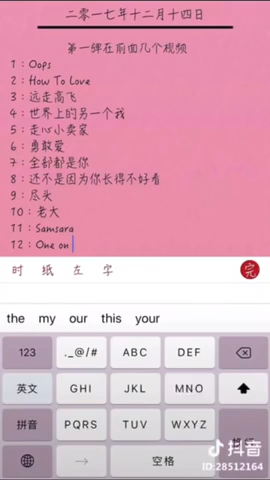 二零一七年十二月十四日
第一弹在前面几个视频
1：Oops
2：How To Love
3：远走高飞
4：世界上的另一个我
5：走心小卖家
6：勇敢爱
7：全部都是你
8：还不是因为你长得不好看
9：尽头
10：老大
11：Samsara
12：One on
时 纸 左 字 完
the my our this your
123 ._@/# ABC DEF
英文 GHI JKL MNO
拼音 PQRS TUV WXYZ
空格
抖音
ID:28512164